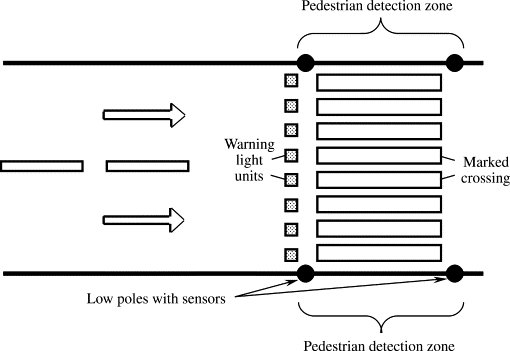 Pedestrian detection zone
Warning
light
units
Marked
crossing
Low poles with sensors
Pedestrian detection zone